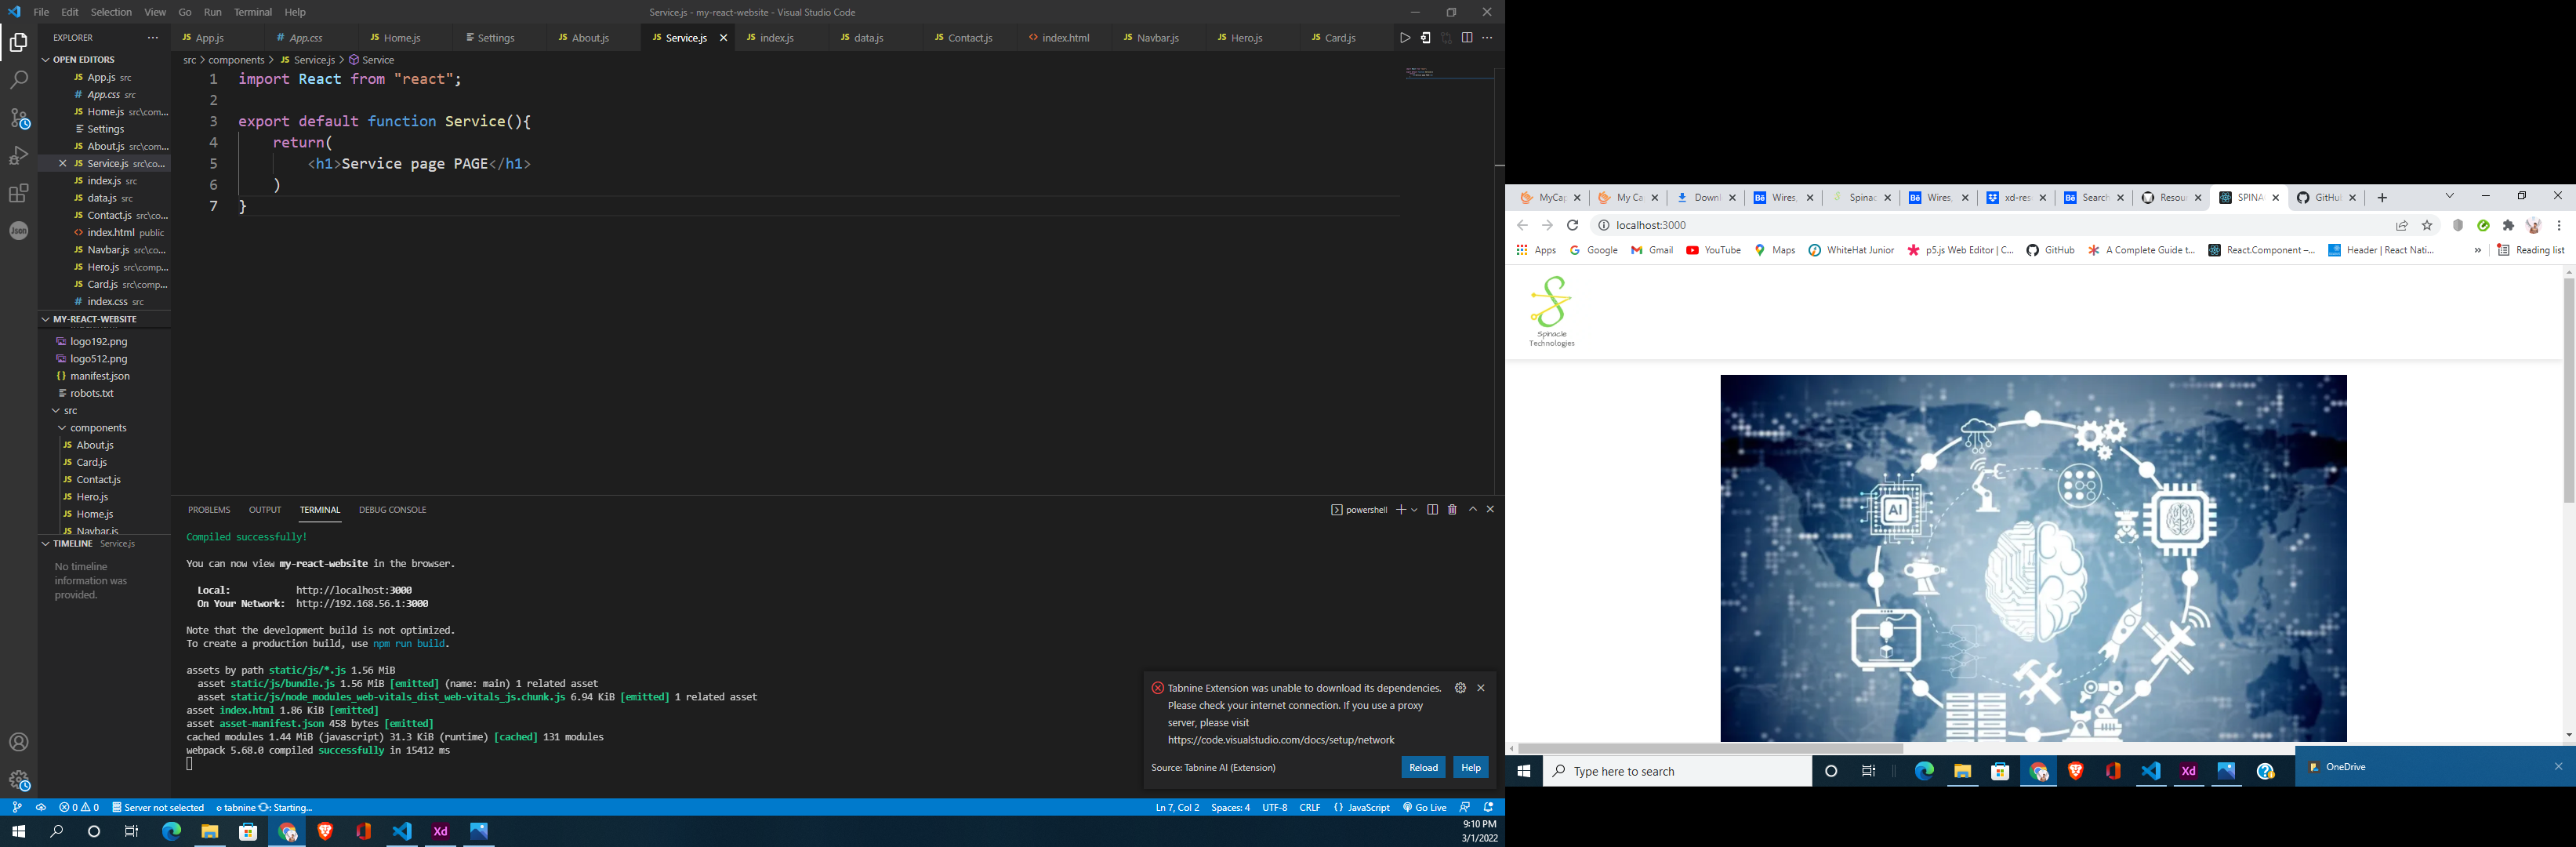 File Edit Selection View Go Run Terminal Help
Service.js - my-react-website - Visual Studio Code
EXPLORER
OPEN EDITORS
JS App.js src
# App.css src
JS Home.js src\com...
Settings
JS About.js src\com...
JS Service.js src\co...
JS index.js src
JS data.js src
JS Contact.js src\co...
<> index.html public
JS Navbar.js src\co...
JS Hero.js src\comp...
JS Card.js src\comp...
# index.css src
MY-REACT-WEBSITE
logo192.png
logo512.png
{} manifest.json
robots.txt
src
components
JS About.js
JS Card.js
JS Contact.js
JS Hero.js
JS Home.js
JS Navbar.js
TIMELINE Service.js
No timeline
information was
provided.
JS App.js # App.css JS Home.js Settings JS About.js JS Service.js JS index.js JS data.js JS Contact.js <> index.html JS Navbar.js JS Hero.js JS Card.js
src > components > JS Service.js > Service
1 import React from "react";
2
3 export default function Service(){
4 return(
5 <h1>Service page PAGE</h1>
6 )
7 }
PROBLEMS OUTPUT TERMINAL DEBUG CONSOLE
powershell
Compiled successfully!
You can now view my-react-website in the browser.
Local: http://localhost:3000
On Your Network: http://192.168.56.1:3000
Note that the development build is not optimized.
To create a production build, use npm run build.
assets by path static/js/*.js 1.56 MiB
asset static/js/bundle.js 1.56 MiB [emitted] (name: main) 1 related asset
asset static/js/node_modules_web-vitals_dist_web-vitals_js.chunk.js 6.94 KiB [emitted] 1 related asset
asset index.html 1.86 KiB [emitted]
asset asset-manifest.json 458 bytes [emitted]
cached modules 1.44 MiB (javascript) 31.3 KiB (runtime) [cached] 131 modules
webpack 5.68.0 compiled successfully in 15412 ms
Tabnine Extension was unable to download its dependencies.
Please check your internet connection. If you use a proxy
server, please visit
https://code.visualstudio.com/docs/setup/network
Source: Tabnine AI (Extension)
Reload Help
0 0 Server not selected tabnine : Starting...
Ln 7, Col 2 Spaces: 4 UTF-8 CRLF {} JavaScript Go Live
Xd
9:10 PM
3/1/2022
MyCap My Ca Downl Wires, Spinac Wires, xd-res Search Resour SPINA GitHub
localhost:3000
Apps Google Gmail YouTube Maps WhiteHat Junior p5.js Web Editor | C... GitHub A Complete Guide t... React.Component –... Header | React Nati... » Reading list
Spinacle
Technologies
AI
Type here to search
Xd
OneDrive